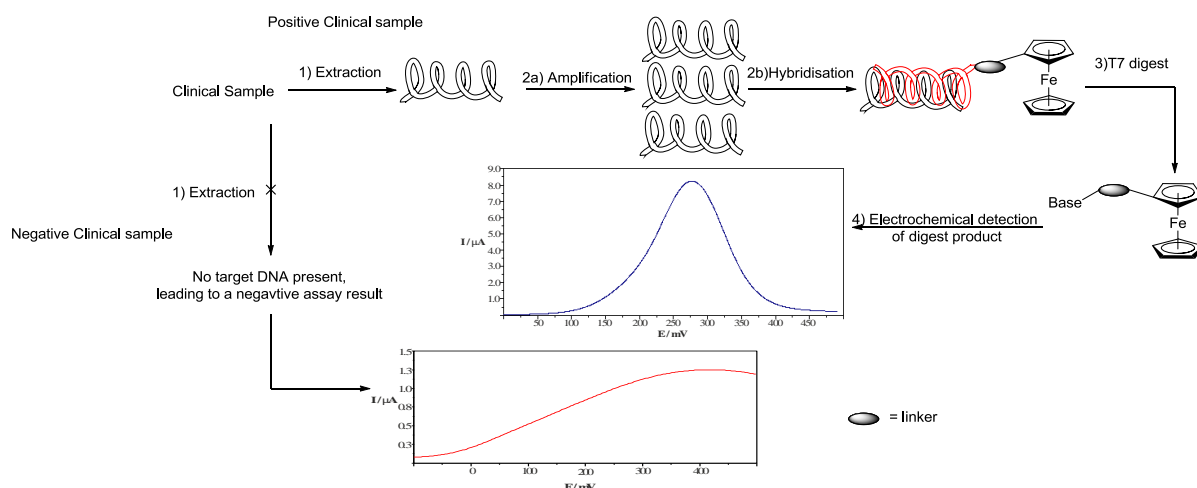 Positive Clinical sample
1) Extraction
2a) Amplification
2b)Hybridisation
3)T7 digest
Clinical Sample
Fe
1) Extraction
Negative Clinical sample
No target DNA present,
leading to a negavtive assay result
9.0
8.0
7.0
6.0
5.0
4.0
3.0
2.0
1.0
I/µA
50
100
150
200
250
300
350
400
450
E/mV
4) Electrochemical detection
of digest product
Base
Fe
1.5
1.3
1.0
0.8
0.5
0.3
I/µA
0
100
200
300
400
E/mV
= linker